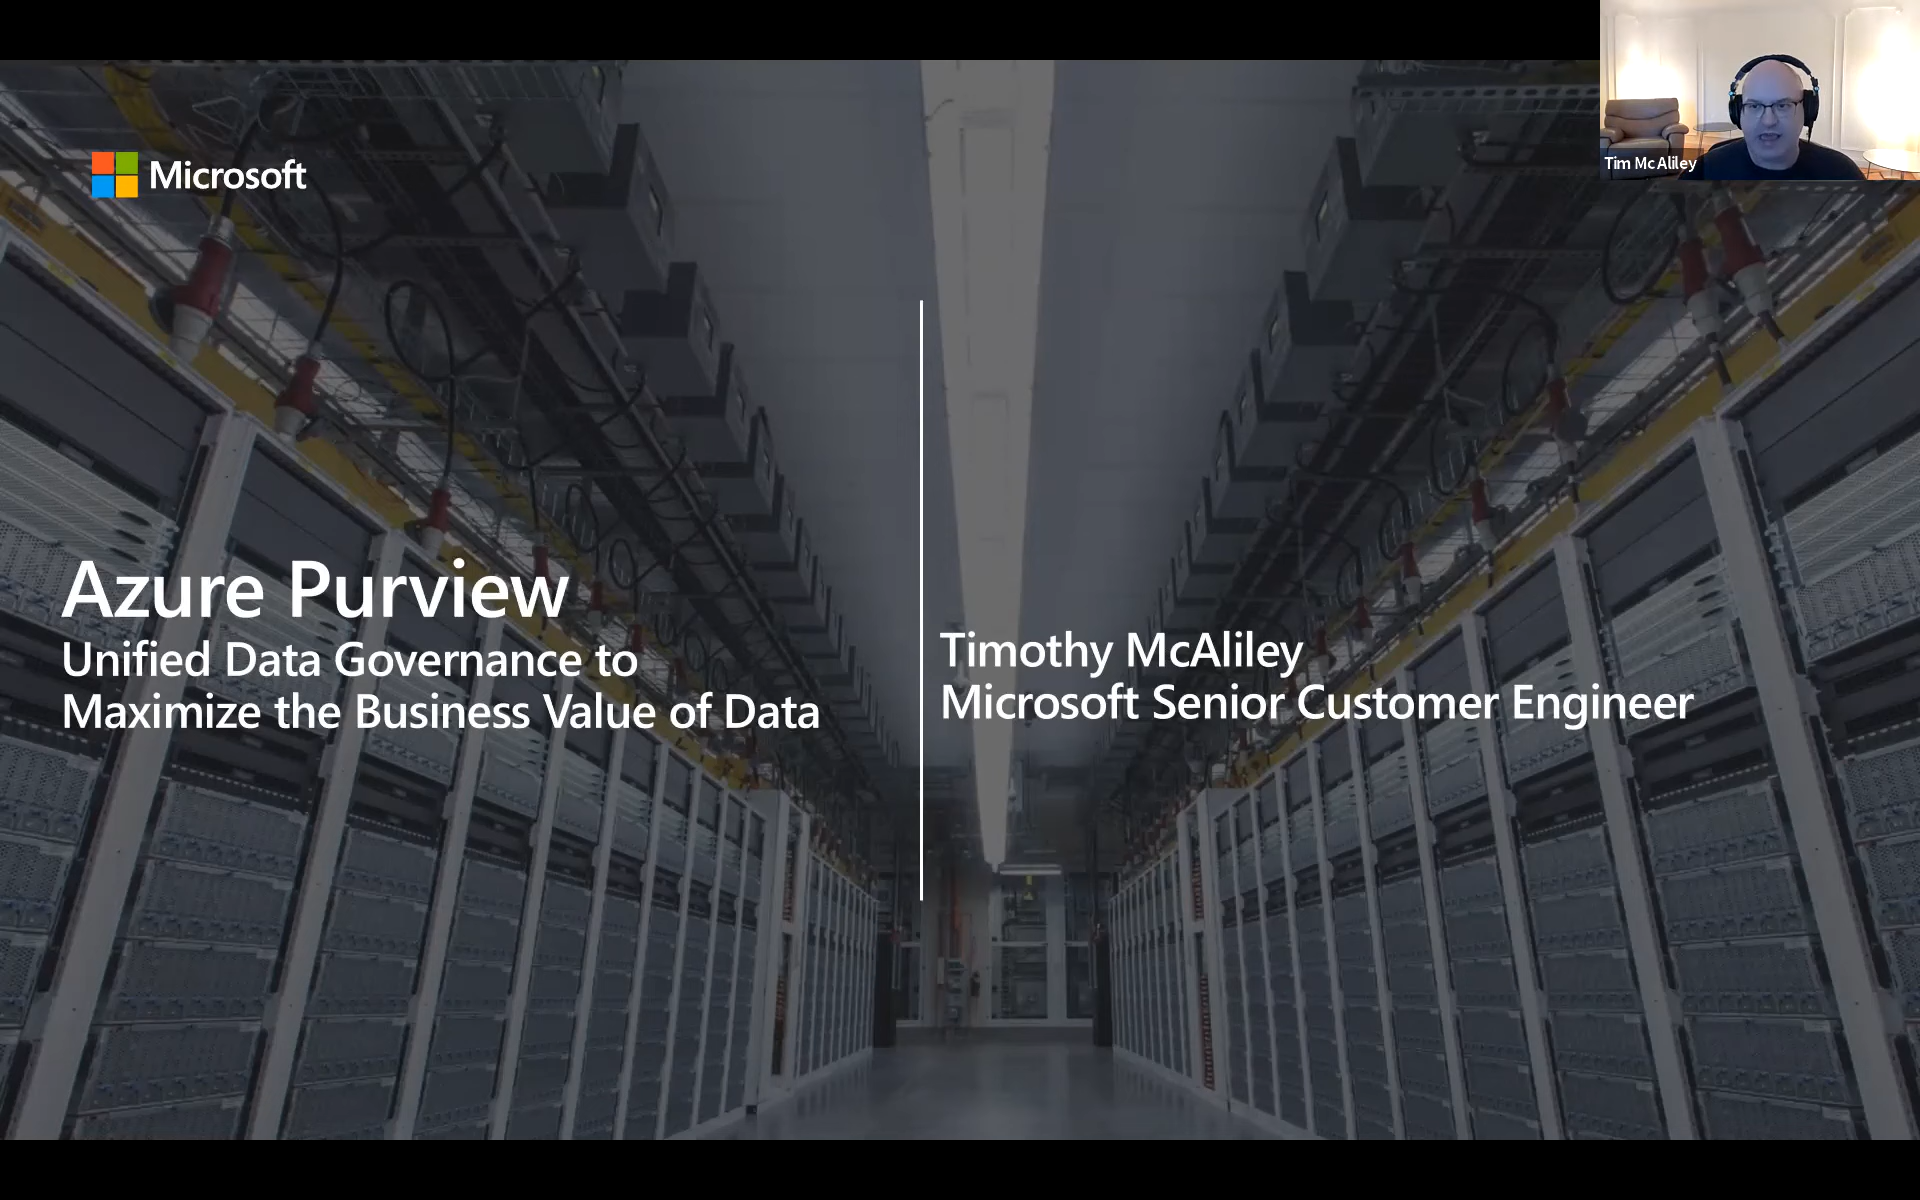 Tim McAliley
Microsoft
Azure Purview
Unified Data Governance to
Maximize the Business Value of Data
Timothy McAliley
Microsoft Senior Customer Engineer